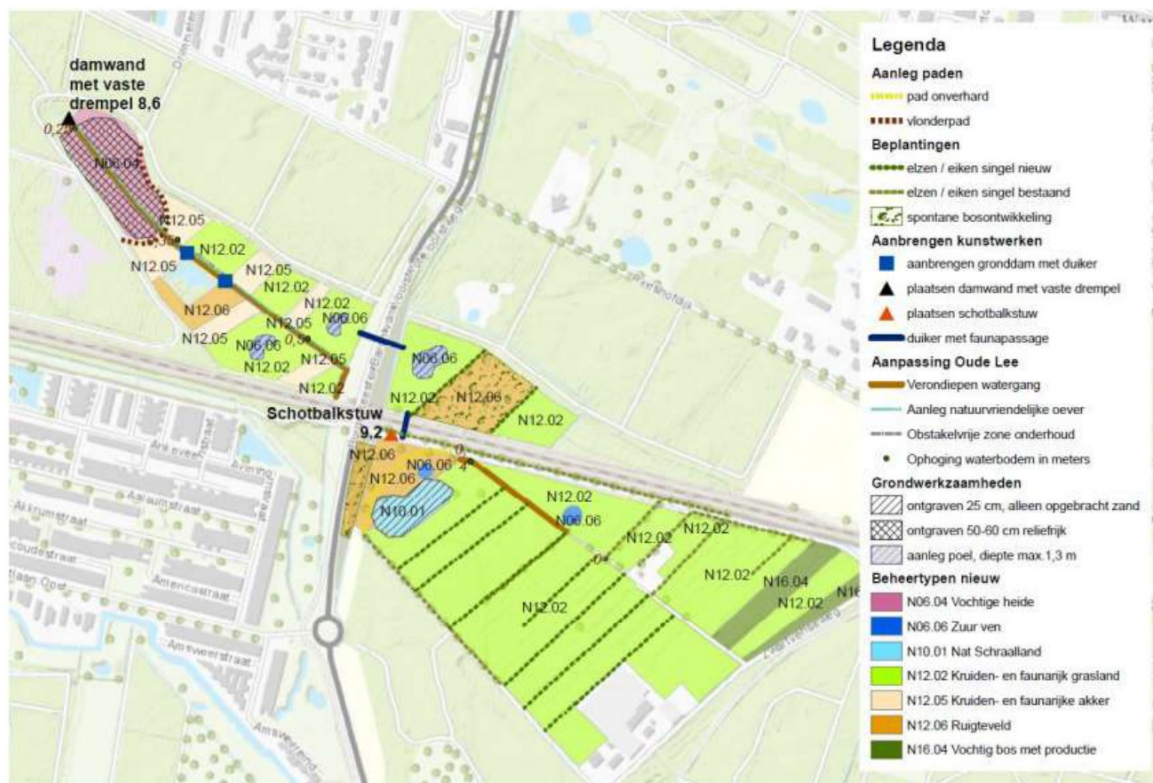 damwand
met vaste
drempel 8,6
N06.04
N12.05
N12.02
N12.05
N12.05
N12.02
N12.06
N12.02
N06.06
N12.05
0,5
N12.05
N06.06
N12.05
N12.02
N12.02
N06.06
N12.02
N12.06
N12.02
Schotbalkstuw
9,2
N12.06
N06.06
N12.06
N10.01
N12.02
N06.06
N12.02
N12.02
N16.04
N12.02
N12.02
Akkrumstraat
Legenda
Aanleg paden
pad onverhard
vlonderpad
Beplantingen
elzen / eiken singel nieuw
elzen / eiken singel bestaand
spontane bosontwikkeling
Aanbrengen kunstwerken
aanbrengen gronddam met duiker
plaatsen damwand met vaste drempel
plaatsen schotbalkstuw
duiker met faunapassage
Aanpassing Oude Lee
Verondiepen watergang
Aanleg natuurvriendelijke oever
Obstakelvrije zone onderhoud
Ophoging waterbodem in meters
Grondwerkzaamheden
ontgraven 25 cm, alleen opgebracht zand
ontgraven 50-60 cm reliefrijk
aanleg poel, diepte max.1,3 m
Beheertypen nieuw
N06.04 Vochtige heide
N06.06 Zuur ven
N10.01 Nat Schraalland
N12.02 Kruiden- en faunarijk grasland
N12.05 Kruiden- en faunarijke akker
N12.06 Ruigteveld
N16.04 Vochtig bos met productie